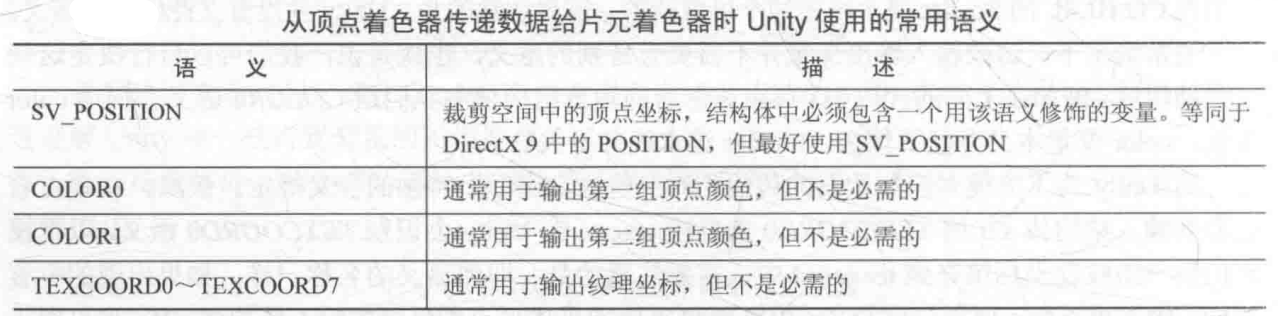 从顶点着色器传递数据给片元着色器时 Unity 使用的常用语义
语 义 描 述
SV_POSITION 裁剪空间中的顶点坐标，结构体中必须包含一个用该语义修饰的变量。等同于
DirectX 9 中的 POSITION，但最好使用 SV_POSITION
COLOR0 通常用于输出第一组顶点颜色，但不是必需的
COLOR1 通常用于输出第二组顶点颜色，但不是必需的
TEXCOORD0～TEXCOORD7 通常用于输出纹理坐标，但不是必需的